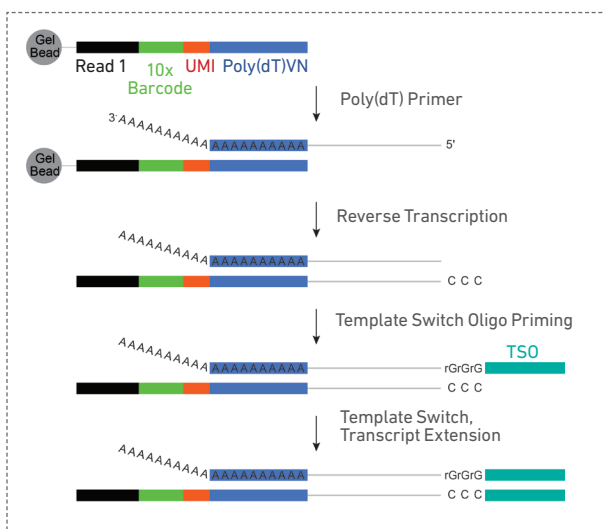 Gel
Bead
Read 1
10x
Barcode
UMI
Poly(dT)VN
Poly(dT) Primer
3'
AAAAAAAAAA
AAAAAAAAAA
5'
Gel
Bead
Reverse Transcription
AAAAAAAAAA
AAAAAAAAAA
C C C
Template Switch Oligo Priming
TSO
AAAAAAAAAA
AAAAAAAAAA
rGrGrG
C C C
Template Switch,
Transcript Extension
AAAAAAAAAA
AAAAAAAAAA
rGrGrG
C C C